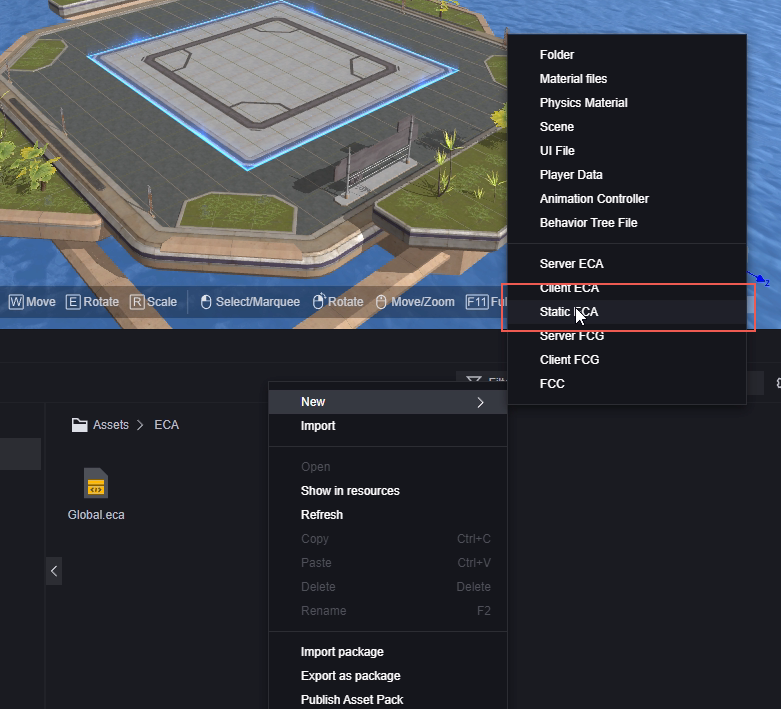 Folder
Material files
Physics Material
Scene
UI File
Player Data
Animation Controller
Behavior Tree File
Server ECA
Client ECA
Static ECA
Server FCG
Client FCG
FCC
z
W Move E Rotate R Scale Select/Marquee Rotate Move/Zoom F11
New
Import
Open
Show in resources
Refresh
Copy Ctrl+C
Paste Ctrl+V
Delete Delete
Rename F2
Import package
Export as package
Publish Asset Pack
Assets > ECA
Global.eca